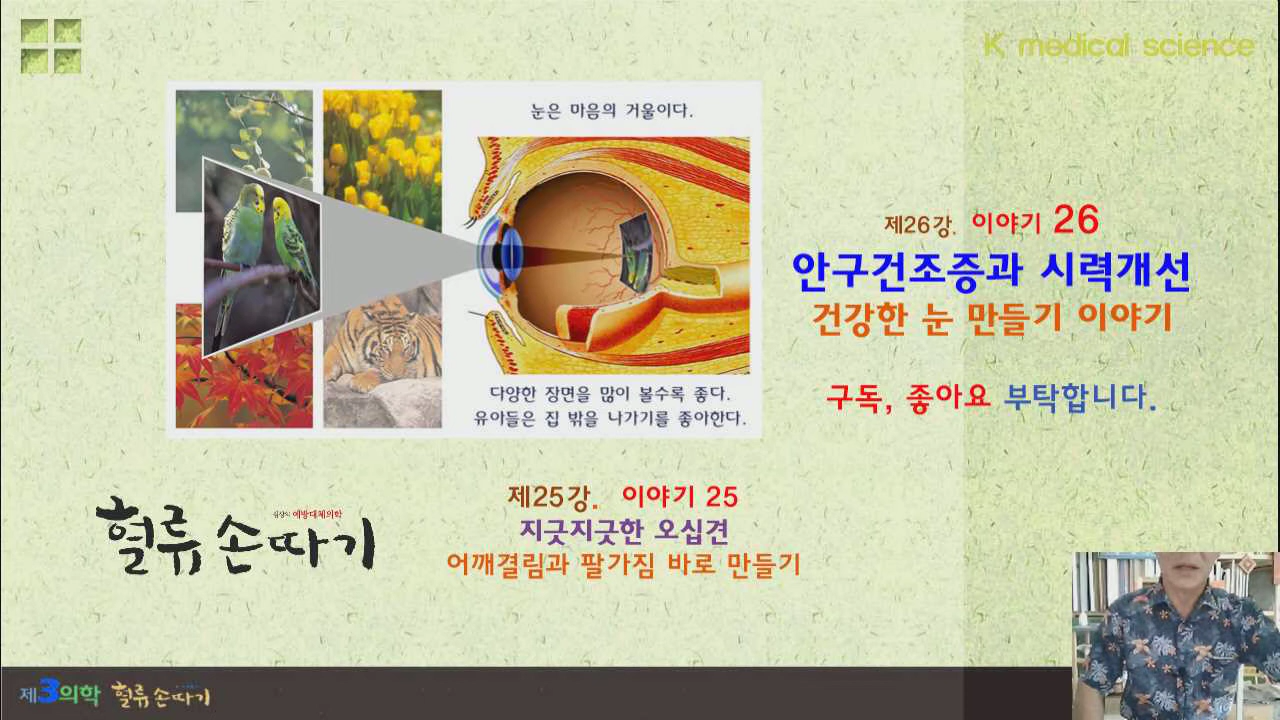 K medical science
눈은 마음의 거울이다.
다양한 장면을 많이 볼수록 좋다.
유아들은 집 밖을 나가기를 좋아한다.
제26강. 이야기 26
안구건조증과 시력개선
건강한 눈 만들기 이야기
구독, 좋아요 부탁합니다.
예방대체의학
혈류 손따기
제25강. 이야기 25
지긋지긋한 오십견
어깨결림과 팔가짐 바로 만들기
제3의학 혈류 손따기